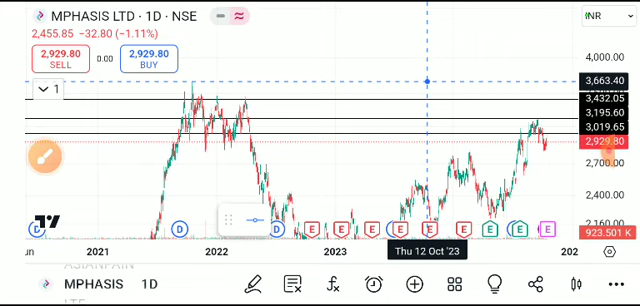 MPHASIS LTD · 1D · NSE
INR
2,455.85 −32.80 (−1.11%)
2,929.80
SELL
0.00
2,929.80
BUY
1
4,000.00
3,663.40
3,432.05
3,195.60
3,019.65
2,929.80
2,700.00
2,400.00
2,160.00
923.501 K
D D E E E E E E E E E
2021 2022 2023 202
Thu 12 Oct '23
ASIANPAIN
MPHASIS 1D